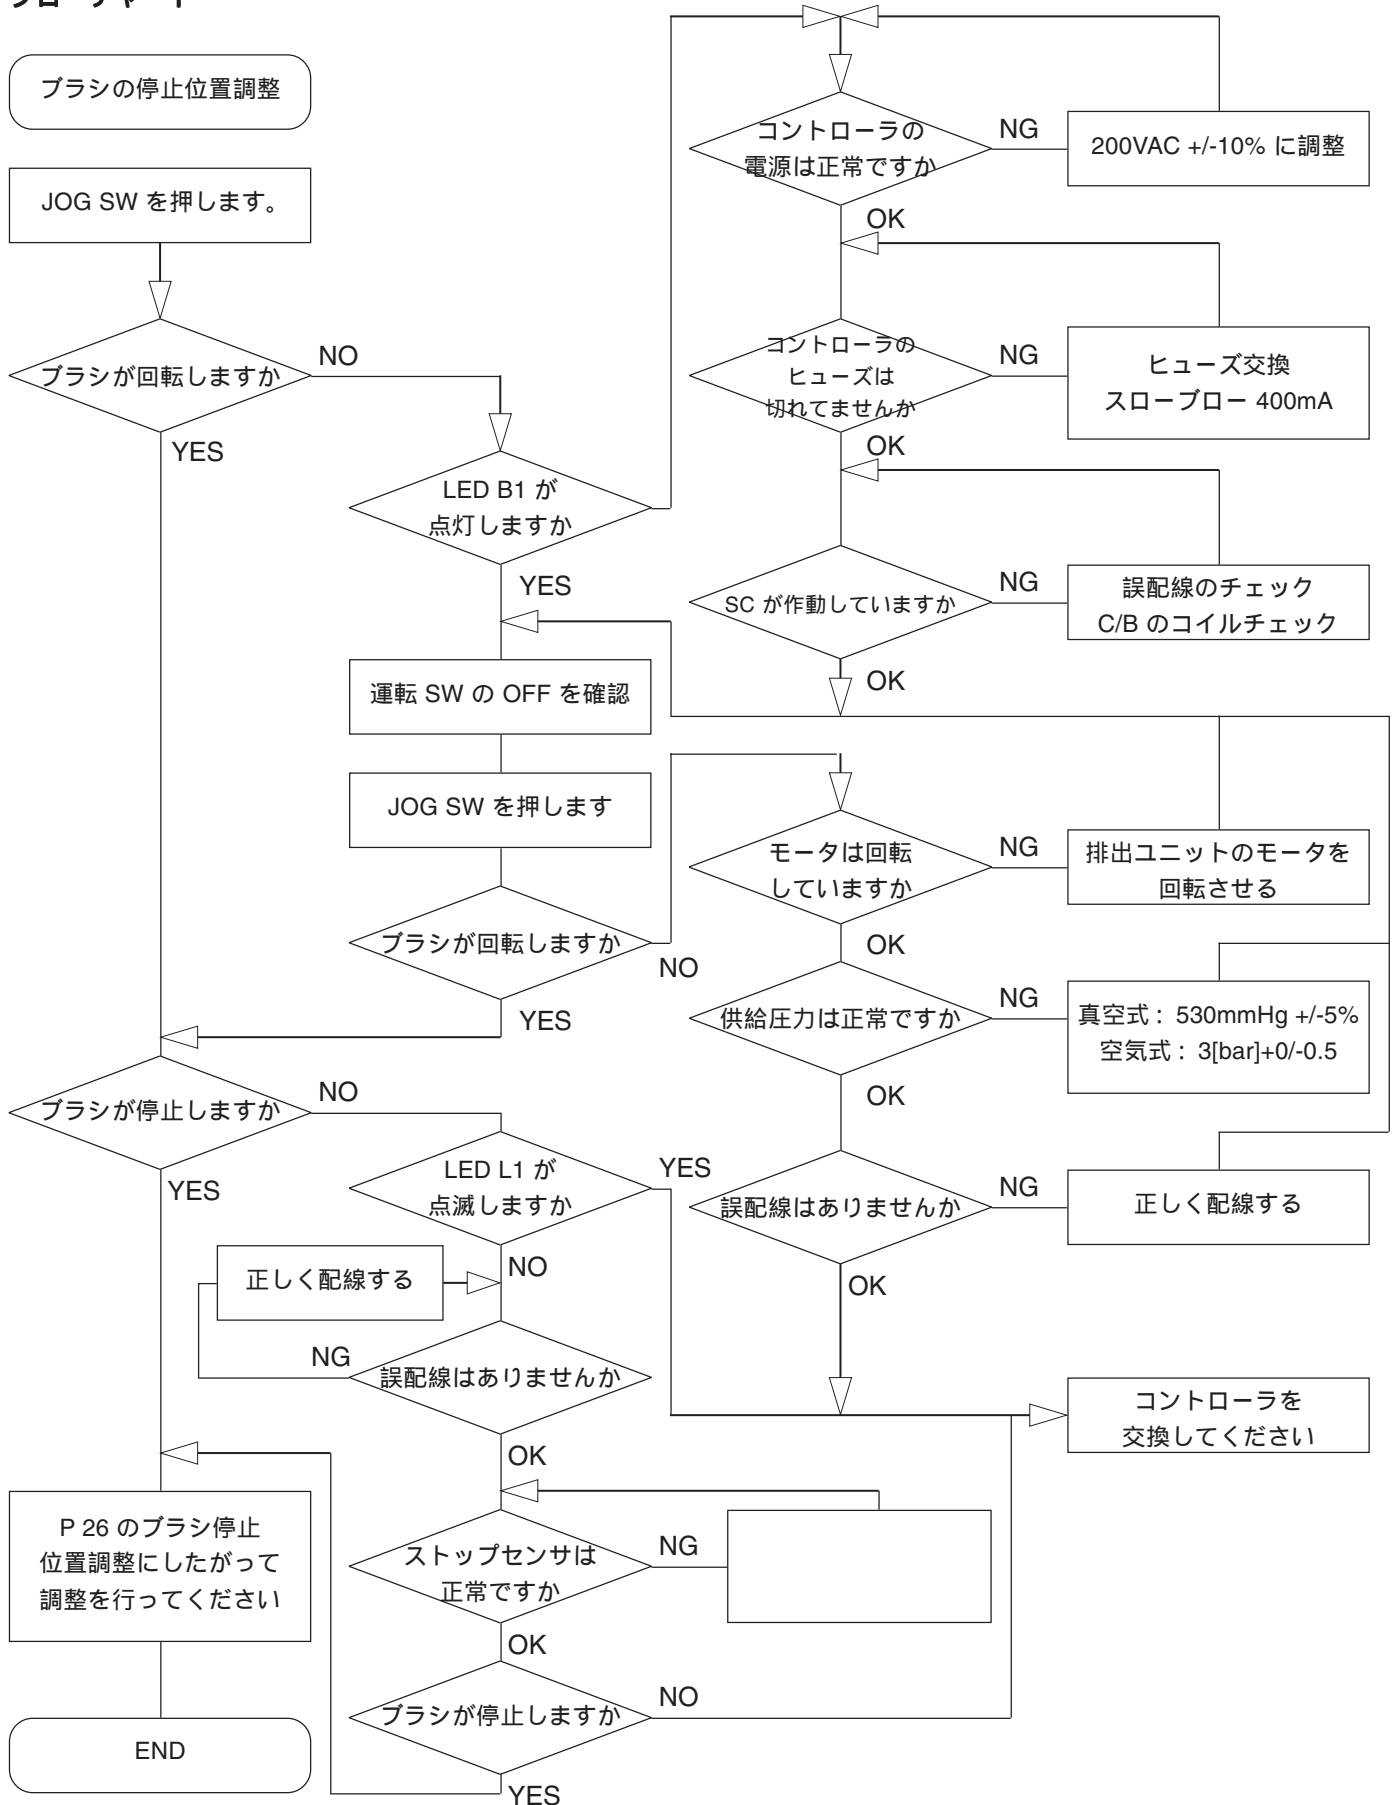 ブラシの停止位置調整
JOG SW を押します。
ブラシが回転しますか
NO
YES
LED B1 が
点灯しますか
YES
運転 SW の OFF を確認
JOG SW を押します
ブラシが回転しますか
NO
YES
コントローラの
電源は正常ですか
NG
200VAC +/-10% に調整
OK
コントローラの
ヒューズは
切れてませんか
NG
ヒューズ交換
スローブロー 400mA
OK
SC が作動していますか
NG
誤配線のチェック
C/B のコイルチェック
OK
モータは回転
していますか
NG
排出ユニットのモータを
回転させる
OK
供給圧力は正常ですか
NG
真空式 : 530mmHg +/-5%
空気式 : 3[bar]+0/-0.5
OK
誤配線はありませんか
NG
正しく配線する
OK
コントローラを
交換してください
ブラシが停止しますか
NO
YES
LED L1 が
点滅しますか
YES
NO
正しく配線する
NG
誤配線はありませんか
OK
ストップセンサは
正常ですか
NG
OK
ブラシが停止しますか
NO
YES
P 26 のブラシ停止
位置調整にしたがって
調整を行ってください
END